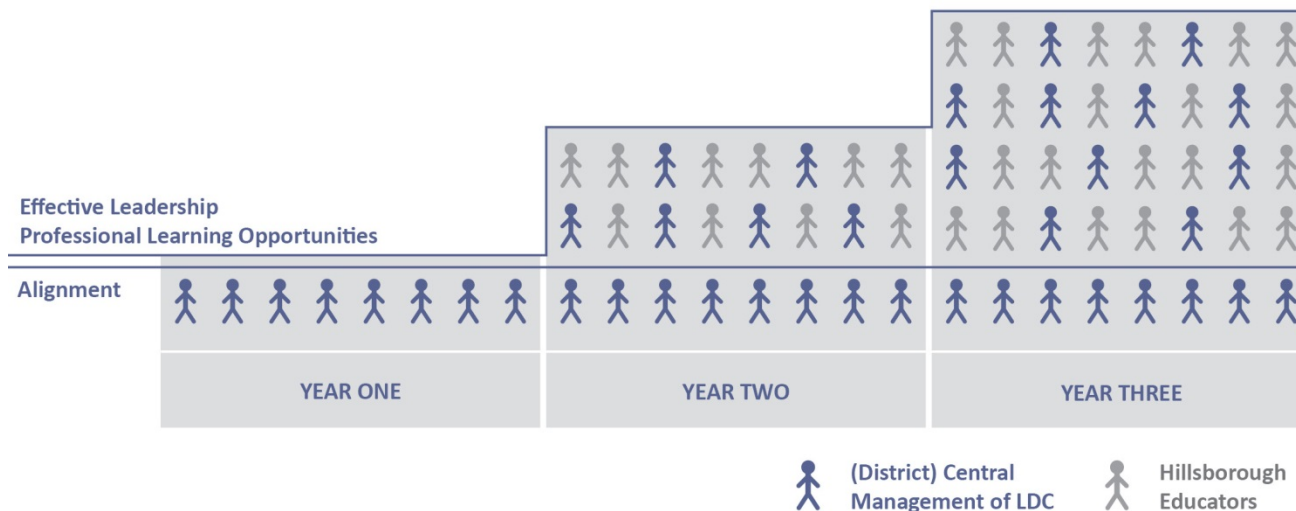 Effective Leadership
Professional Learning Opportunities
Alignment
YEAR ONE
YEAR TWO
YEAR THREE
(District) Central
Management of LDC
Hillsborough
Educators